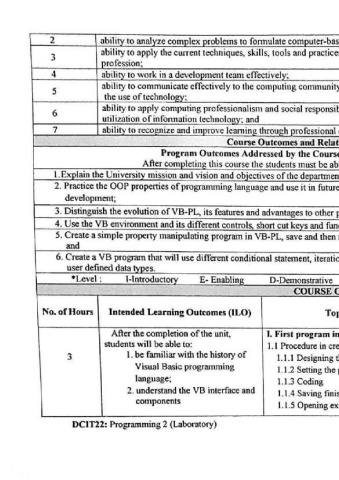 2 ability to analyze complex problems to formulate computer-bas
3 ability to apply the current techniques, skills, tools and practice
profession;
4 ability to work in a development team effectively;
5 ability to communicate effectively to the computing community
the use of technology;
6 ability to apply computing professionalism and social responsib
utilization of information technology; and
7 ability to recognize and improve learning through professional
Course Outcomes and Relat
Program Outcomes Addressed by the Course
After completing this course the students must be ab
1.Explain the University mission and vision and objectives of the departmen
2. Practice the OOP properties of programming language and use it in future
development;
3. Distinguish the evolution of VB-PL, its features and advantages to other p
4. Use the VB environment and its different controls, short cut keys and fun
5. Create a simple property manipulating program in VB-PL, save and then
and
6. Create a VB program that will use different conditional statement, iteratio
user defined data types.
*Level : I-Introductory E- Enabling D-Demonstrative
COURSE C
No. of Hours Intended Learning Outcomes (ILO) Top
After the completion of the unit, I. First program in
students will be able to: 1.1 Procedure in cre
3 1. be familiar with the history of 1.1.1 Designing t
Visual Basic programming 1.1.2 Setting the p
language; 1.1.3 Coding
2. understand the VB interface and 1.1.4 Saving finis
components 1.1.5 Opening ex
DCIT22: Programming 2 (Laboratory)